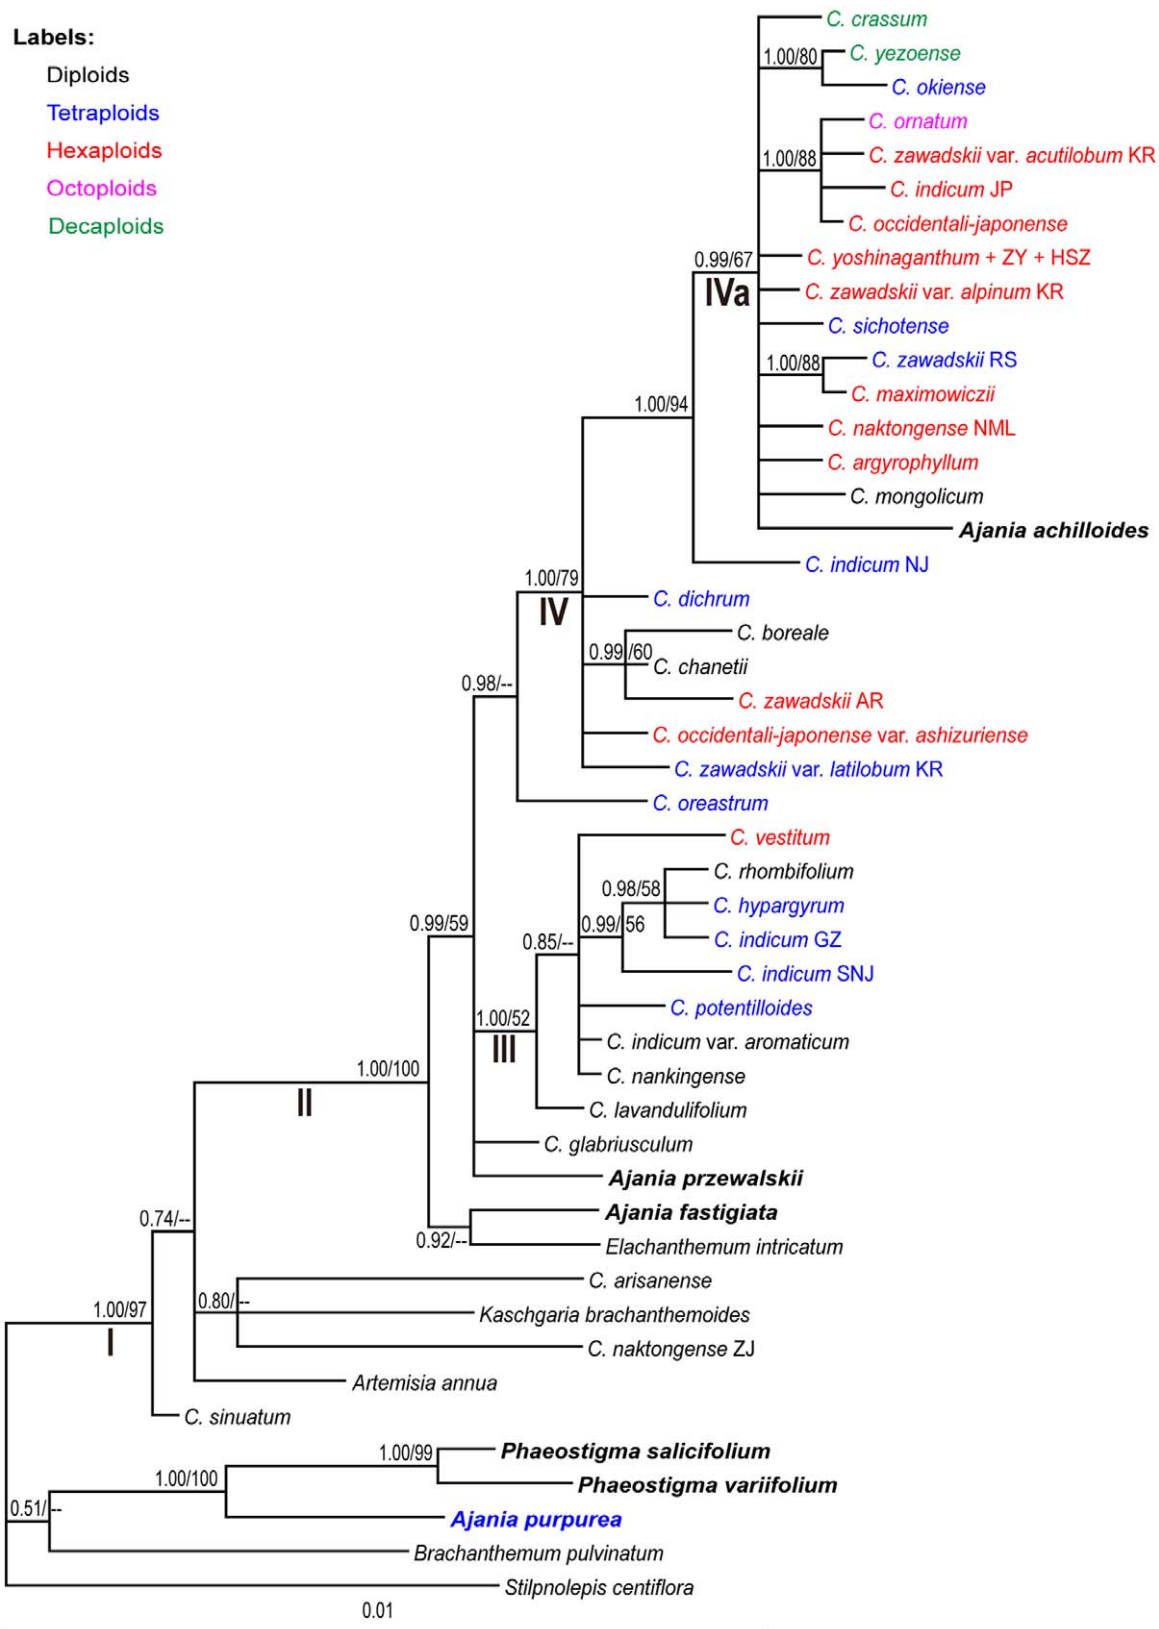 Labels:
Diploids
Tetraploids
Hexaploids
Octoploids
Decaploids
C. crassum
1.00/80
C. yezoense
C. okiense
C. ornatum
1.00/88
C. zawadskii var. acutilobum KR
C. indicum JP
C. occidentali-japonense
0.99/67
C. yoshinaganthum + ZY + HSZ
IVa
C. zawadskii var. alpinum KR
C. sichotense
1.00/88
C. zawadskii RS
C. maximowiczii
1.00/94
C. naktongense NML
C. argyrophyllum
C. mongolicum
Ajania achilloides
C. indicum NJ
1.00/79
IV
C. dichrum
C. boreale
0.99/60
C. chanetii
0.98/--
C. zawadskii AR
C. occidentali-japonense var. ashizuriense
C. zawadskii var. latilobum KR
C. oreastrum
C. vestitum
C. rhombifolium
0.98/58
C. hypargyrum
0.99/56
0.99/59
C. indicum GZ
0.85/--
C. indicum SNJ
C. potentilloides
1.00/52
III
C. indicum var. aromaticum
1.00/100
II
C. nankingense
C. lavandulifolium
C. glabriusculum
Ajania przewalskii
0.74/--
Ajania fastigiata
0.92/--
Elachanthemum intricatum
C. arisanense
0.80/--
1.00/97
I
Kaschgaria brachanthemoides
C. naktongense ZJ
Artemisia annua
C. sinuatum
1.00/99
Phaeostigma salicifolium
1.00/100
Phaeostigma variifolium
0.51/--
Ajania purpurea
Brachanthemum pulvinatum
Stilpnolepis centiflora
0.01